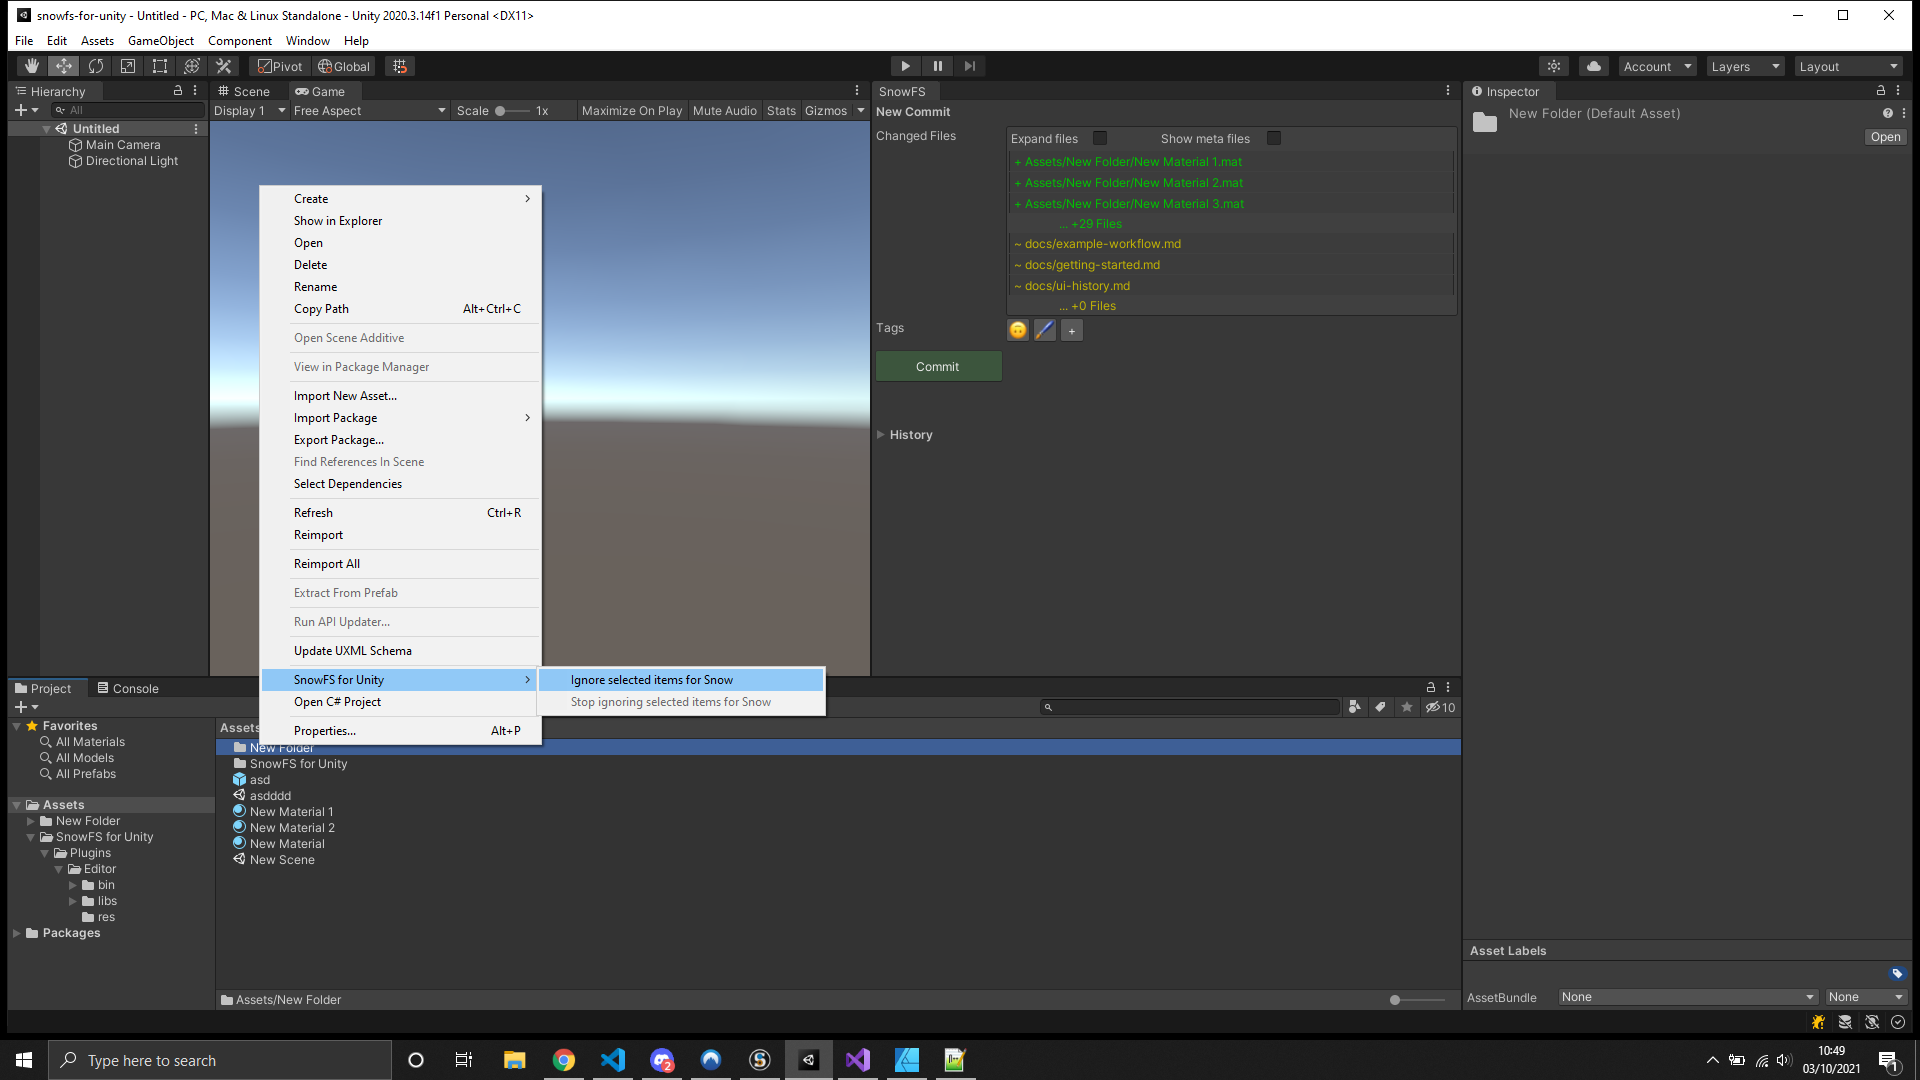 snowfs-for-unity - Untitled - PC, Mac & Linux Standalone - Unity 2020.3.14f1 Personal <DX11>
File Edit Assets GameObject Component Window Help
Pivot Global Account Layers Layout
Hierarchy
All
Untitled
Main Camera
Directional Light
Scene Game
Display 1 Free Aspect Scale 1x Maximize On Play Mute Audio Stats Gizmos
Create
Show in Explorer
Open
Delete
Rename
Copy Path Alt+Ctrl+C
Open Scene Additive
View in Package Manager
Import New Asset...
Import Package
Export Package...
Find References In Scene
Select Dependencies
Refresh Ctrl+R
Reimport
Reimport All
Extract From Prefab
Run API Updater...
Update UXML Schema
SnowFS for Unity
Open C# Project
Properties... Alt+P
Ignore selected items for Snow
Stop ignoring selected items for Snow
SnowFS
New Commit
Changed Files
Expand files Show meta files
+ Assets/New Folder/New Material 1.mat
+ Assets/New Folder/New Material 2.mat
+ Assets/New Folder/New Material 3.mat
... +29 Files
~ docs/example-workflow.md
~ docs/getting-started.md
~ docs/ui-history.md
... +0 Files
Tags
+
Commit
History
Inspector
New Folder (Default Asset)
Open
Project Console
10
Favorites
All Materials
All Models
All Prefabs
Assets
New Folder
SnowFS for Unity
Plugins
Editor
bin
libs
res
Packages
Assets
New Folder
SnowFS for Unity
asd
asdddd
New Material 1
New Material 2
New Material
New Scene
Assets/New Folder
Asset Labels
AssetBundle None None
Type here to search
2
10:49
03/10/2021
1